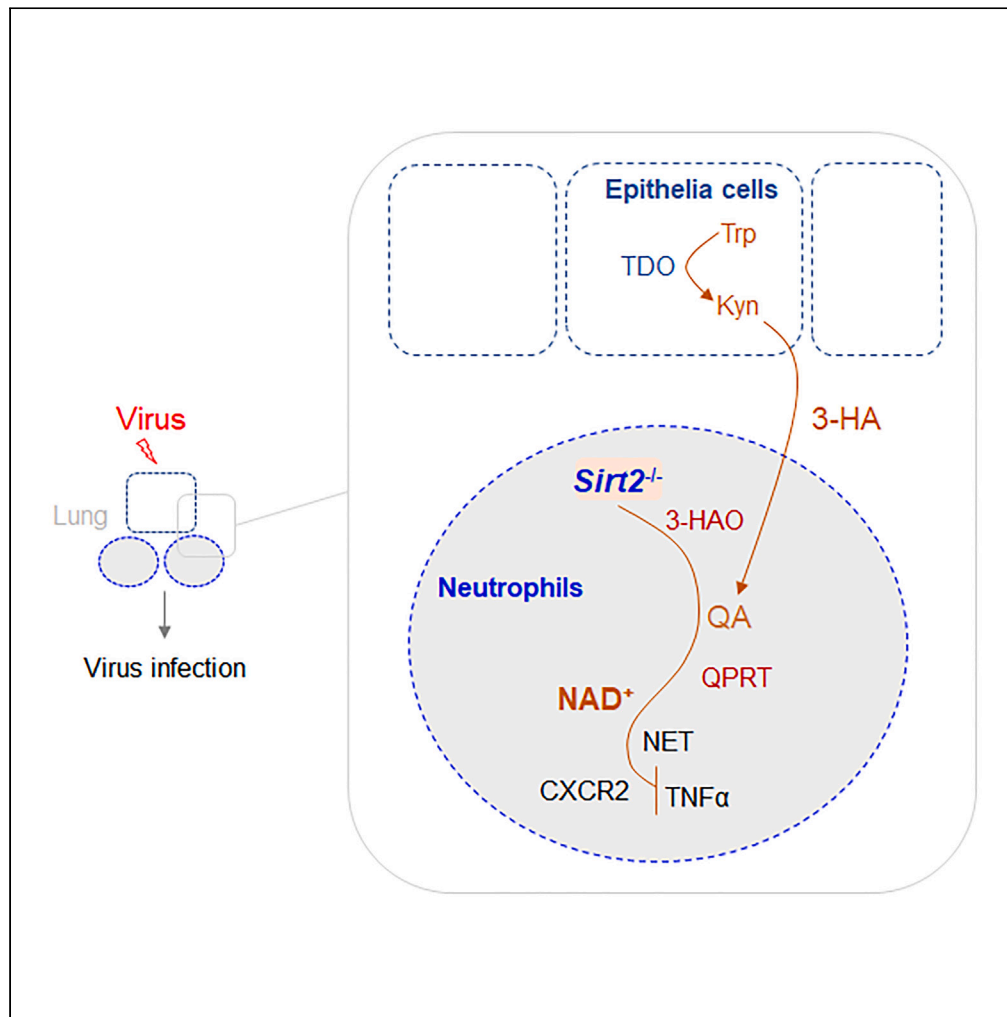 Virus
Lung
Virus infection
Epithelia cells
Trp
TDO
Kyn
3-HA
Sirt2-/-
3-HAO
Neutrophils
QA
QPRT
NAD+
NET
CXCR2
TNFα